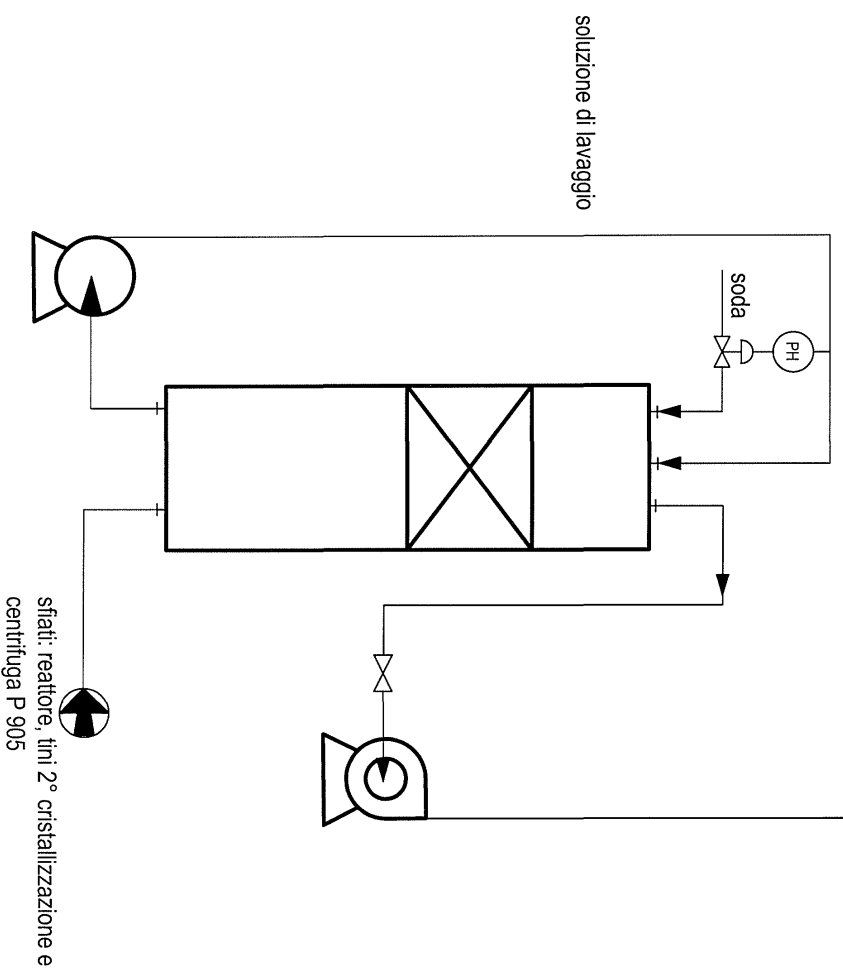 soluzione di lavaggio
soda
PH
sfiati: reattore, tini 2° cristallizzazione e
centrifuga P 905